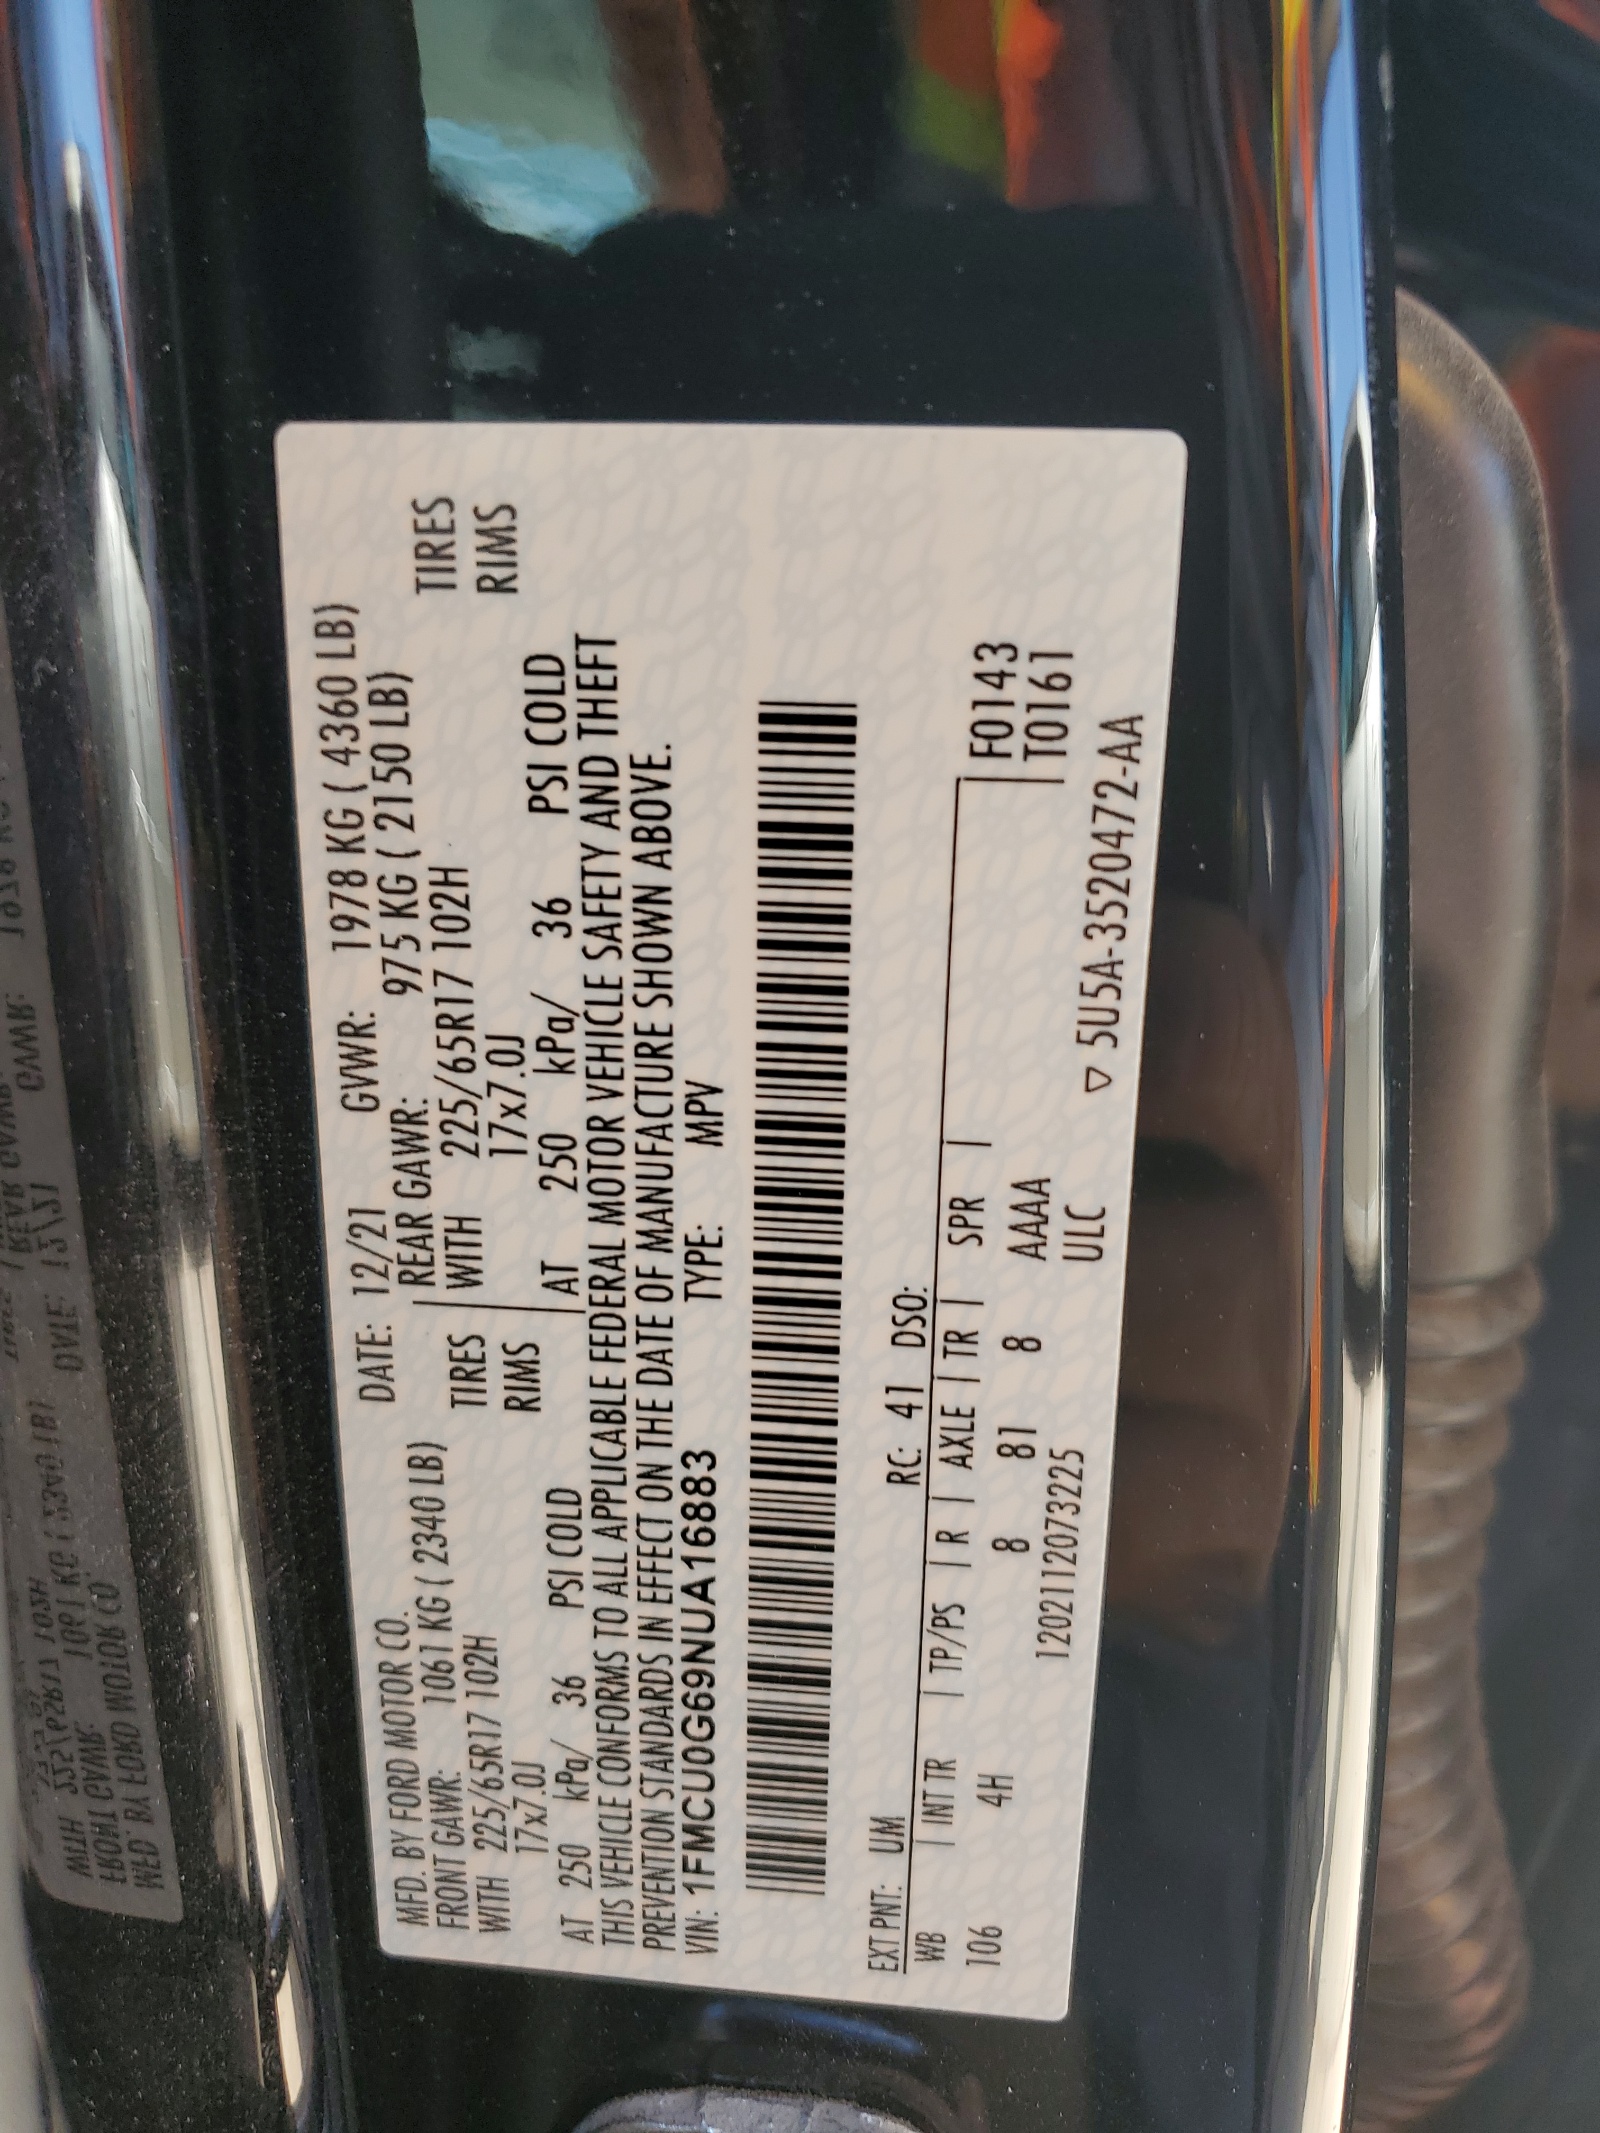 MFD. BY FORD MOTOR CO. DATE: 12/21 GVWR: 1978 KG ( 4360 LB)
FRONT GAWR: 1061 KG ( 2340 LB) REAR GAWR: 975 KG ( 2150 LB)
WITH 225/65R17 102H TIRES WITH 225/65R17 102H TIRES
17x7.0J RIMS 17x7.0J RIMS
AT 250 kPa/ 36 PSI COLD AT 250 kPa/ 36 PSI COLD
THIS VEHICLE CONFORMS TO ALL APPLICABLE FEDERAL MOTOR VEHICLE SAFETY AND THEFT
PREVENTION STANDARDS IN EFFECT ON THE DATE OF MANUFACTURE SHOWN ABOVE.
VIN: 1FMCU0G69NUA16883 TYPE: MPV
EXT PNT: UM RC: 41 DSO:
WB | INT TR | TP/PS | R | AXLE | TR | SPR | F0143
106 4H 8 81 8 AAAA T0161
1202112073225 ULC
▽ 5U5A-3520472-AA